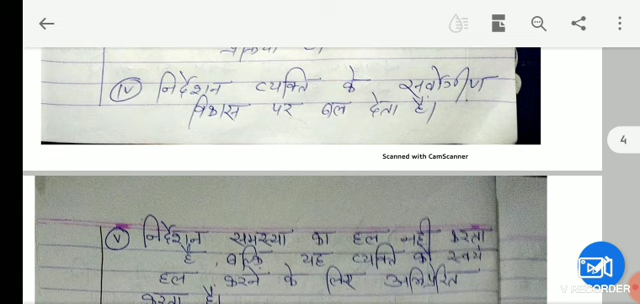 (iv) निर्देशन व्यक्ति के सर्वांगीण
विकास पर बल देता है।
Scanned with CamScanner
4
(v) निर्देशन समस्या का हल नहीं करता
है, बल्कि यह व्यक्ति को स्वयं
हल करने के लिए अभिप्रेरित
करता है।
V RECORDER